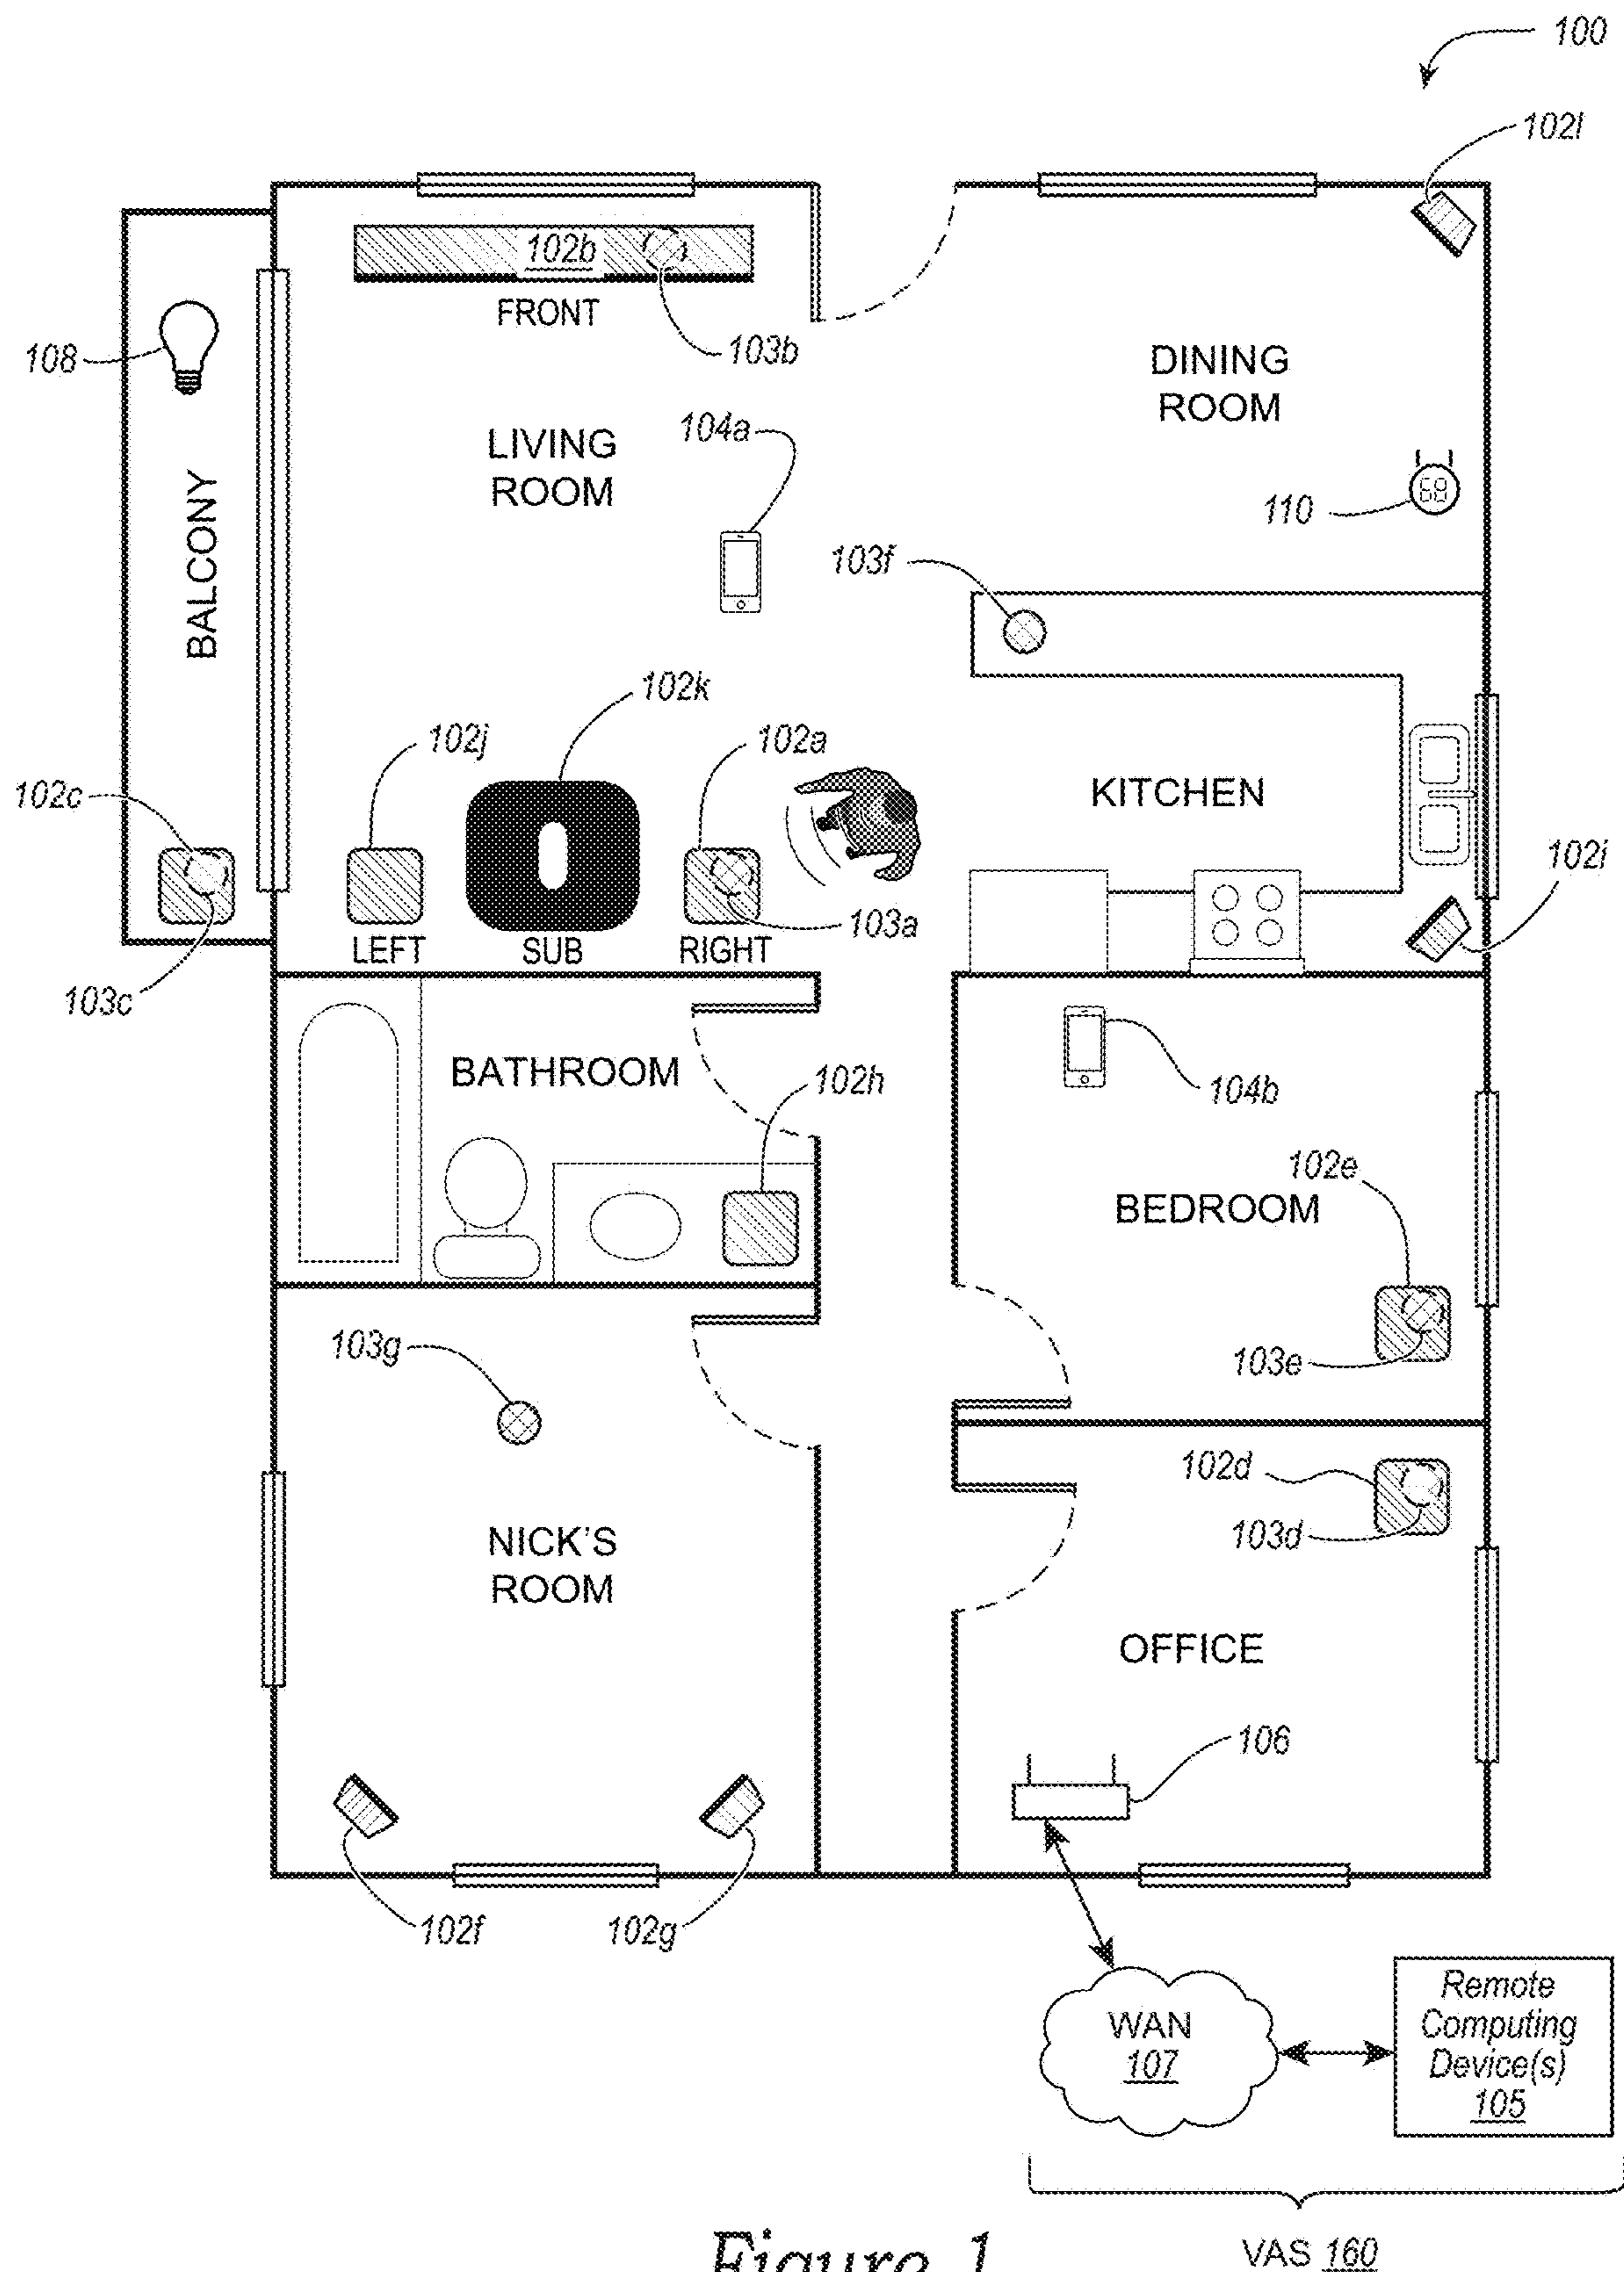 100
102l
102b
FRONT
103b
108
DINING
ROOM
LIVING
ROOM
104a
110
68
BALCONY
103f
102k
102j
102a
102c
KITCHEN
102i
103a
LEFT
SUB
RIGHT
103c
BATHROOM
102h
104b
102e
BEDROOM
103g
103e
102d
103d
NICK'S
ROOM
OFFICE
106
102f
102g
Remote
Computing
Device(s)
105
WAN
107
VAS 160
Figure 1